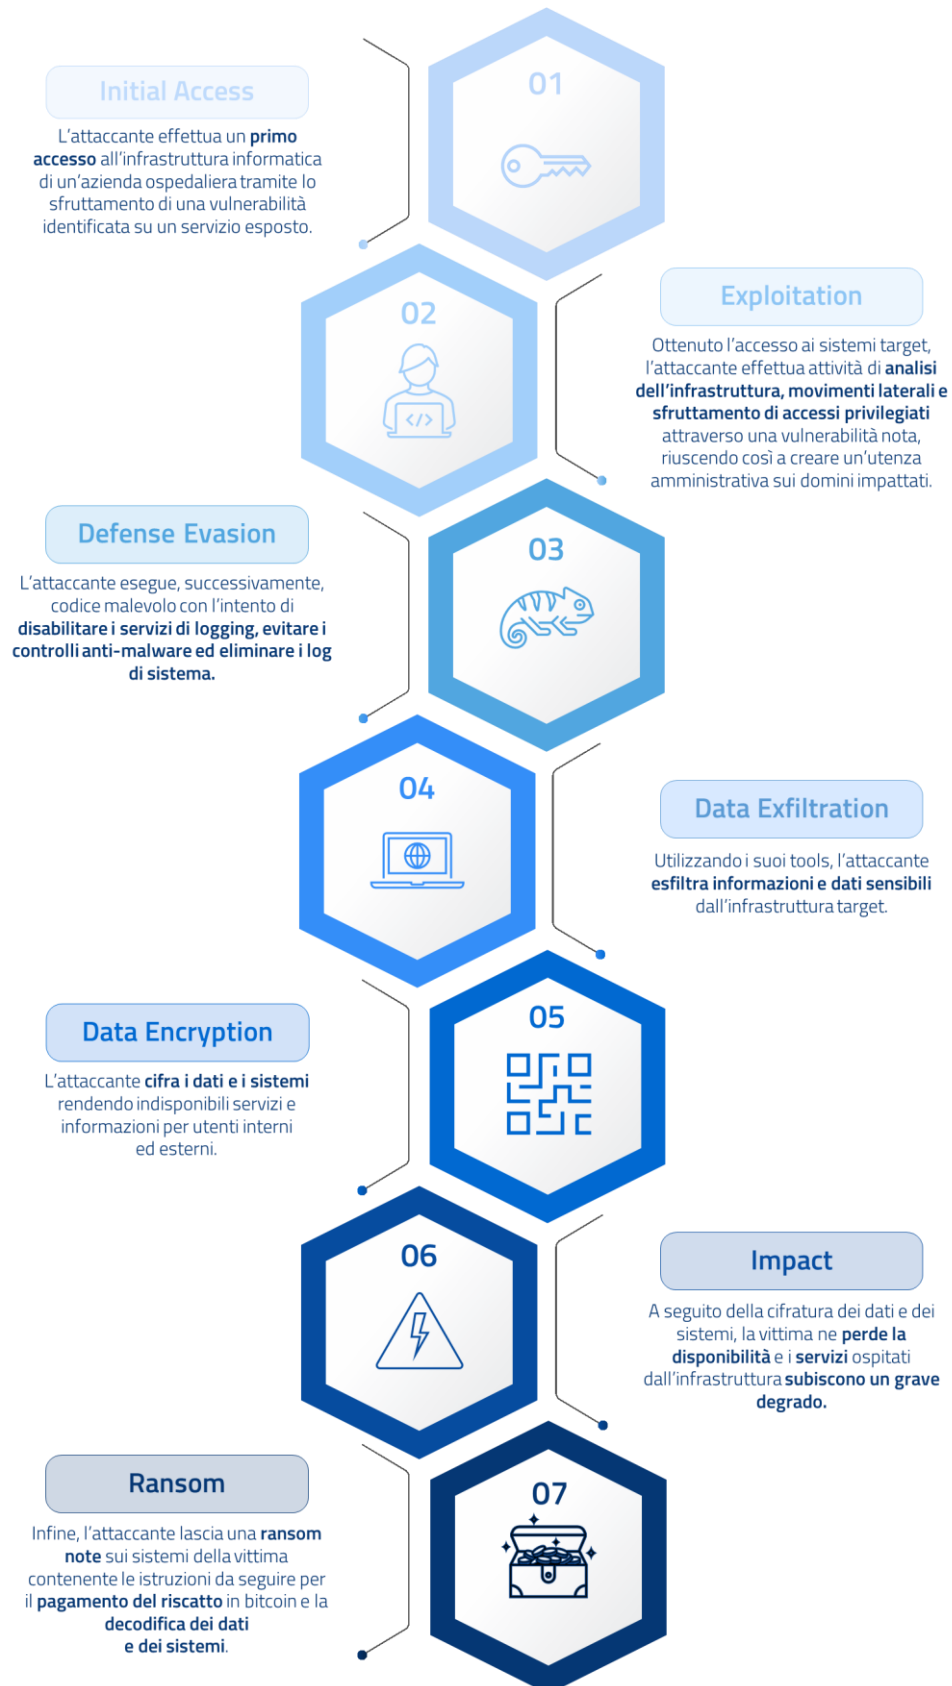 01
Initial Access
L’attaccante effettua un primo
accesso all’infrastruttura informatica
di un’azienda ospedaliera tramite lo
sfruttamento di una vulnerabilità
identificata su un servizio esposto.
02
Exploitation
Ottenuto l’accesso ai sistemi target,
l’attaccante effettua attività di analisi
dell’infrastruttura, movimenti laterali e
sfruttamento di accessi privilegiati
attraverso una vulnerabilità nota,
riuscendo così a creare un’utenza
amministrativa sui domini impattati.
</>
03
Defense Evasion
L’attaccante esegue, successivamente,
codice malevolo con l’intento di
disabilitare i servizi di logging, evitare i
controlli anti-malware ed eliminare i log
di sistema.
04
Data Exfiltration
Utilizzando i suoi tools, l’attaccante
esfiltra informazioni e dati sensibili
dall’infrastruttura target.
05
Data Encryption
L’attaccante cifra i dati e i sistemi
rendendo indisponibili servizi e
informazioni per utenti interni
ed esterni.
06
Impact
A seguito della cifratura dei dati e dei
sistemi, la vittima ne perde la
disponibilità e i servizi ospitati
dall’infrastruttura subiscono un grave
degrado.
07
Ransom
Infine, l’attaccante lascia una ransom
note sui sistemi della vittima
contenente le istruzioni da seguire per
il pagamento del riscatto in bitcoin e la
decodifica dei dati
e dei sistemi.